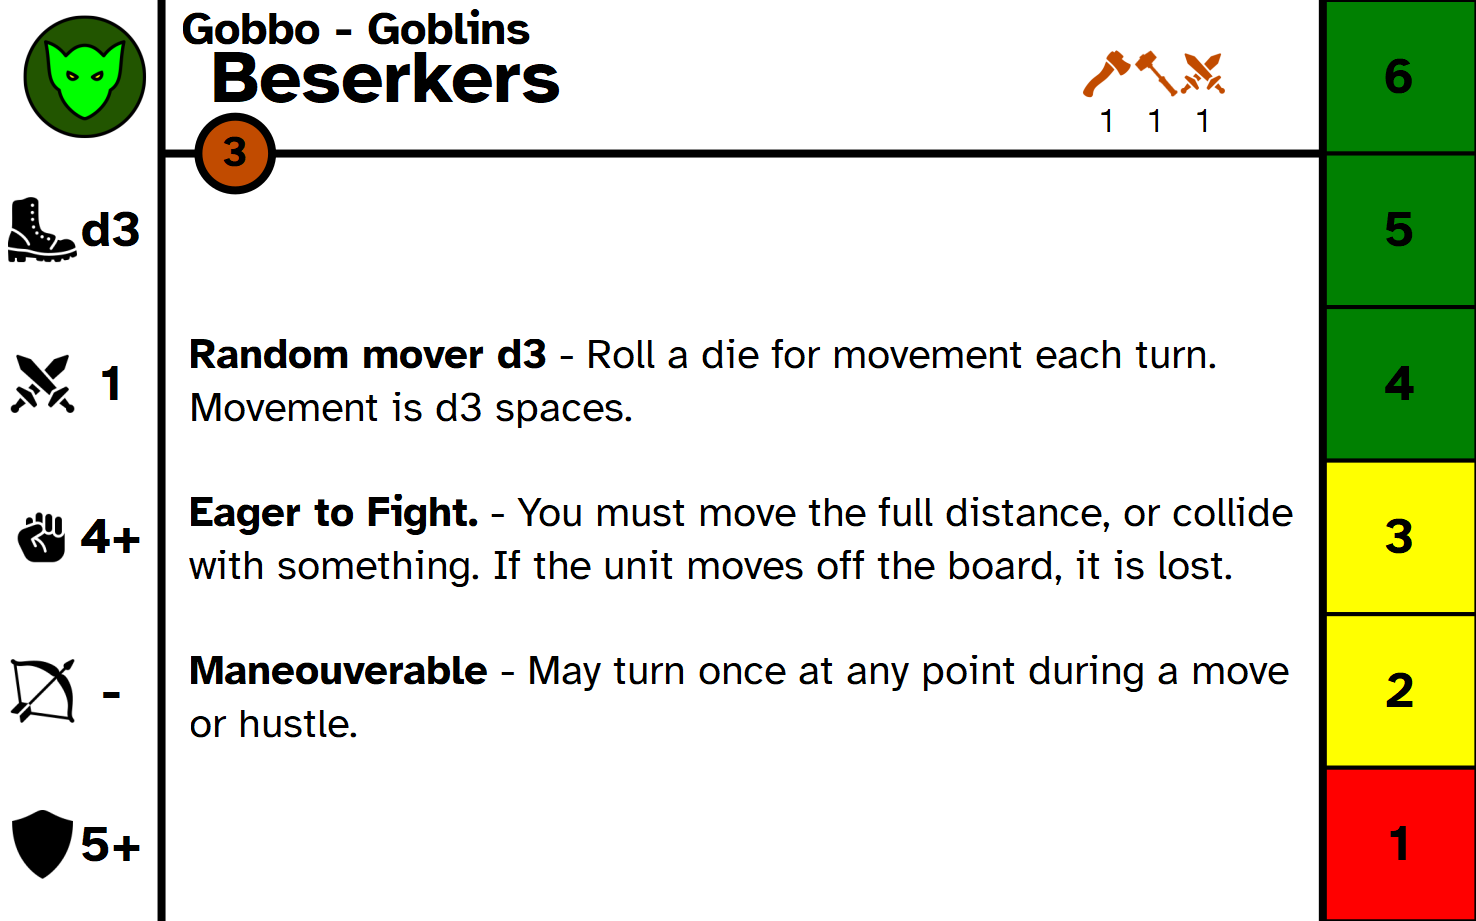 Gobbo - Goblins
Beserkers
1 1 1
3
d3
1
4+
-
5+
Random mover d3 - Roll a die for movement each turn.
Movement is d3 spaces.
Eager to Fight. - You must move the full distance, or collide
with something. If the unit moves off the board, it is lost.
Maneouverable - May turn once at any point during a move
or hustle.
6
5
4
3
2
1